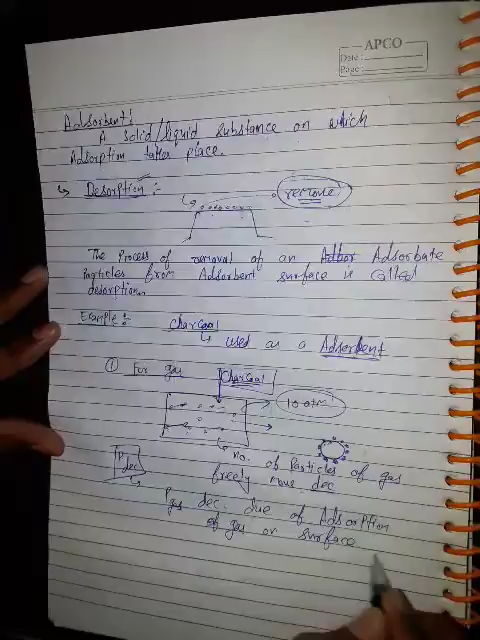 APCO
Date:
Page:
Adsorbent:
A solid/liquid substance on which
Adsorption takes place.
↳ Desorption:-
remove
The process of removal of an Adsorbate
Particles from Adsorbent surface is Called
desorption.
Example:
CharCoal
↳ used as a Adsorbent
① For gas
CharCoal
10 atm
P dec
no. of Particles of gas
freely move dec
Pgas dec. due of Adsorption
of gas on surface